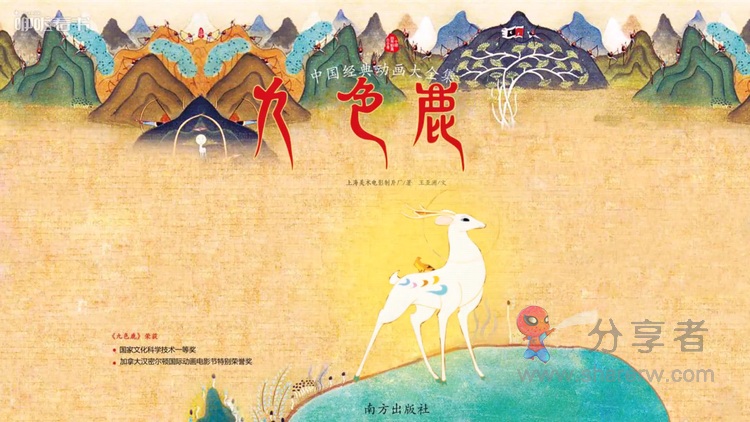 咿啦看书
中国经典动画大全集
九色鹿
上海美术电影制片厂/著 王亚鸿/文
《九色鹿》荣获
国家文化科学技术一等奖
加拿大汉密尔顿国际动画电影节特别荣誉奖
分享者
南方出版社